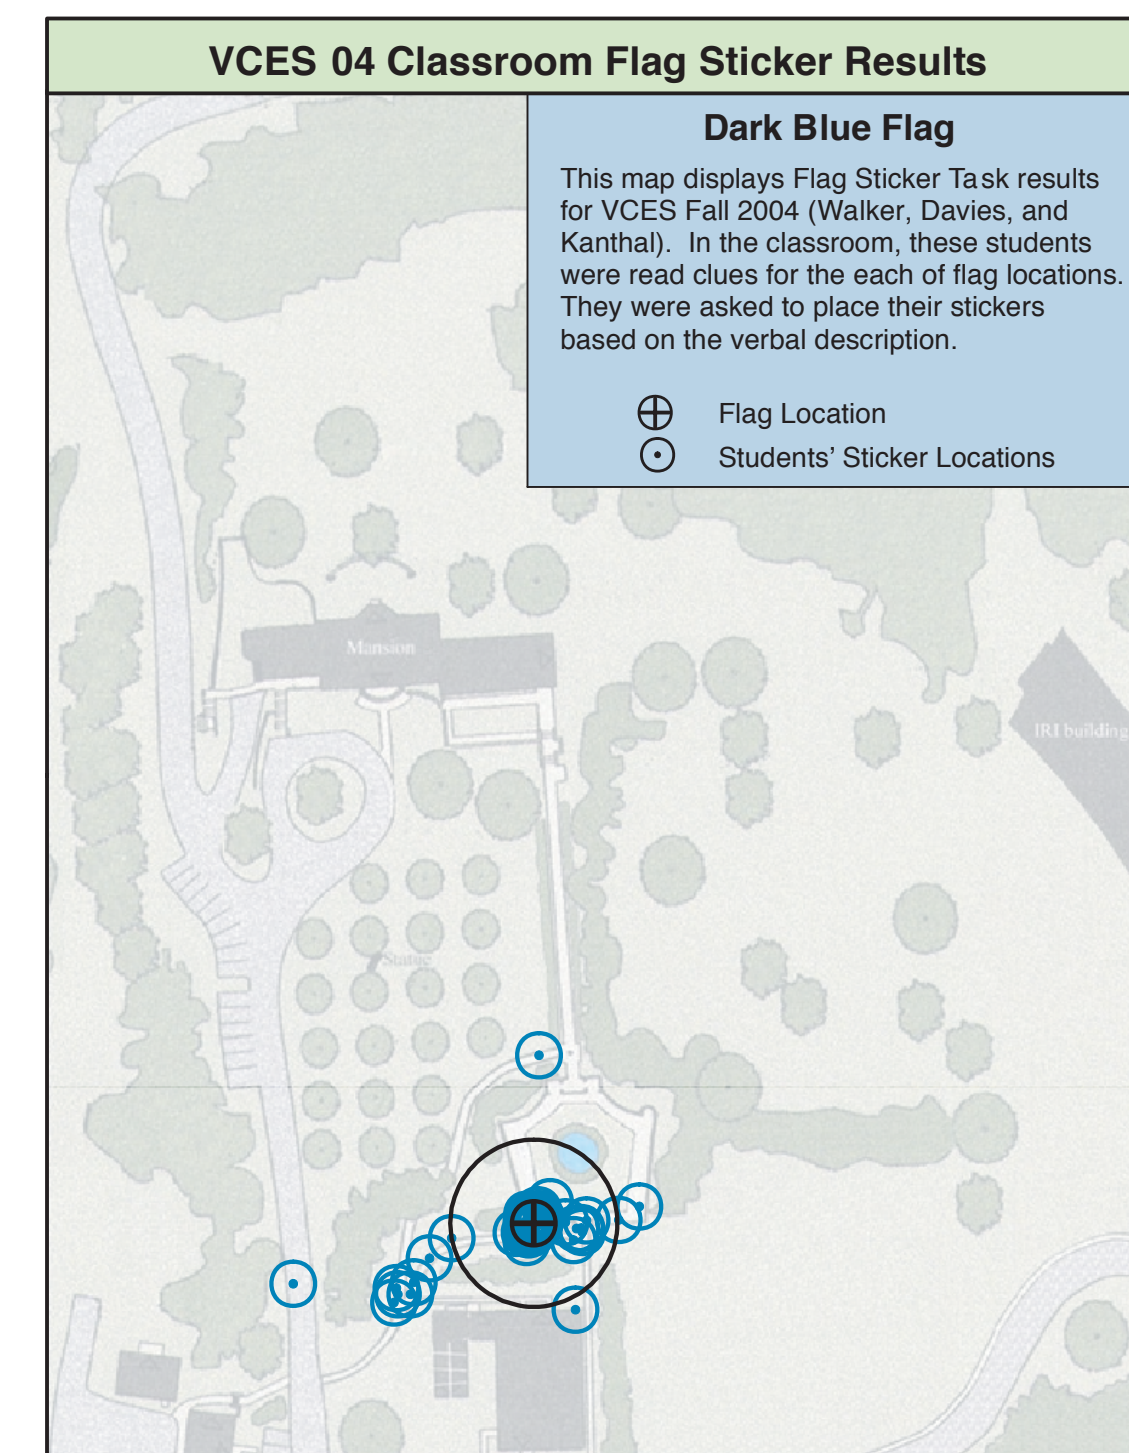 VCES 04 Classroom Flag Sticker Results
Dark Blue Flag
This map displays Flag Sticker Task results
for VCES Fall 2004 (Walker, Davies, and
Kanthal).  In the classroom, these students
were read clues for the each of flag locations.
They were asked to place their stickers
based on the verbal description.
Flag Location
Students’ Sticker Locations
Mansion
IRI building
Statue